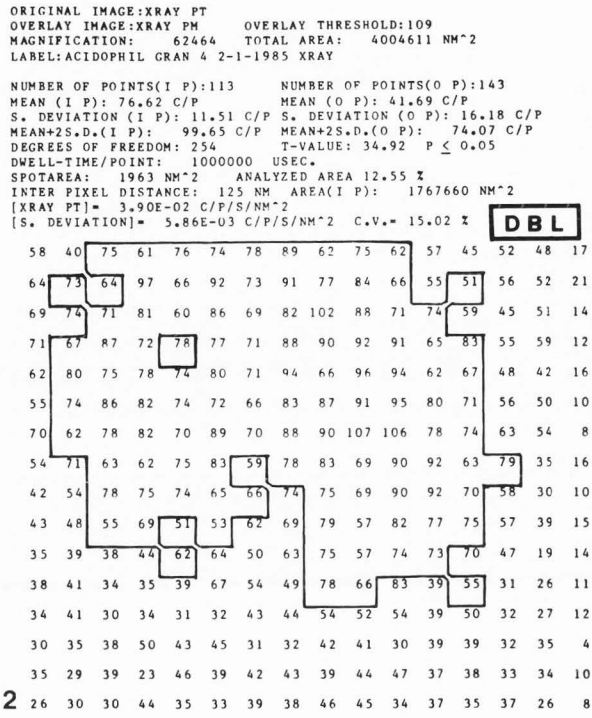 ORIGINAL IMAGE:XRAY PT
OVERLAY IMAGE:XRAY PM OVERLAY THRESHOLD:109
MAGNIFICATION: 62464 TOTAL AREA: 4004611 NM^2
LABEL:ACIDOPHIL GRAN 4 2-1-1985 XRAY
NUMBER OF POINTS(I P):113 NUMBER OF POINTS(O P):143
MEAN (I P): 76.62 C/P MEAN (O P): 41.69 C/P
S. DEVIATION (I P): 11.51 C/P S. DEVIATION (O P): 16.18 C/P
MEAN+2S.D.(I P): 99.65 C/P MEAN+2S.D.(O P): 74.07 C/P
DEGREES OF FREEDOM: 254 T-VALUE: 34.92 P ≤ 0.05
DWELL-TIME/POINT: 1000000 USEC.
SPOTAREA: 1963 NM^2 ANALYZED AREA 12.55 %
INTER PIXEL DISTANCE: 125 NM AREA(I P): 1767660 NM^2
[XRAY PT]= 3.90E-02 C/P/S/NM^2
[S. DEVIATION]= 5.86E-03 C/P/S/NM^2 C.V.= 15.02 % DBL
58 40 75 61 76 74 78 89 62 75 62 57 45 52 48 17
64 73 64 97 66 92 73 91 77 84 66 55 51 56 52 21
69 74 71 81 60 86 69 82 102 88 71 74 59 45 51 14
71 67 87 72 78 77 71 88 90 92 91 65 83 55 59 12
62 80 75 78 74 80 71 94 66 96 94 62 67 48 42 16
55 74 86 82 74 72 66 83 87 91 95 80 71 56 50 10
70 62 78 82 70 89 70 88 90 107 106 78 74 63 54 8
54 71 63 62 75 83 59 78 83 69 90 92 63 79 35 16
42 54 78 75 74 65 66 74 75 69 90 92 70 58 30 10
43 48 55 69 51 53 62 69 79 57 82 77 75 57 39 15
35 39 38 44 62 64 50 63 75 57 74 73 70 47 19 14
38 41 34 35 39 67 54 49 78 66 83 39 55 31 26 11
34 41 30 34 31 32 43 44 54 52 54 39 50 32 27 12
30 35 38 50 43 45 31 32 42 41 30 39 39 32 35 4
35 29 39 23 46 39 42 43 39 44 47 37 38 33 34 10
2 26 30 30 44 35 33 39 38 46 45 34 37 35 37 26 8